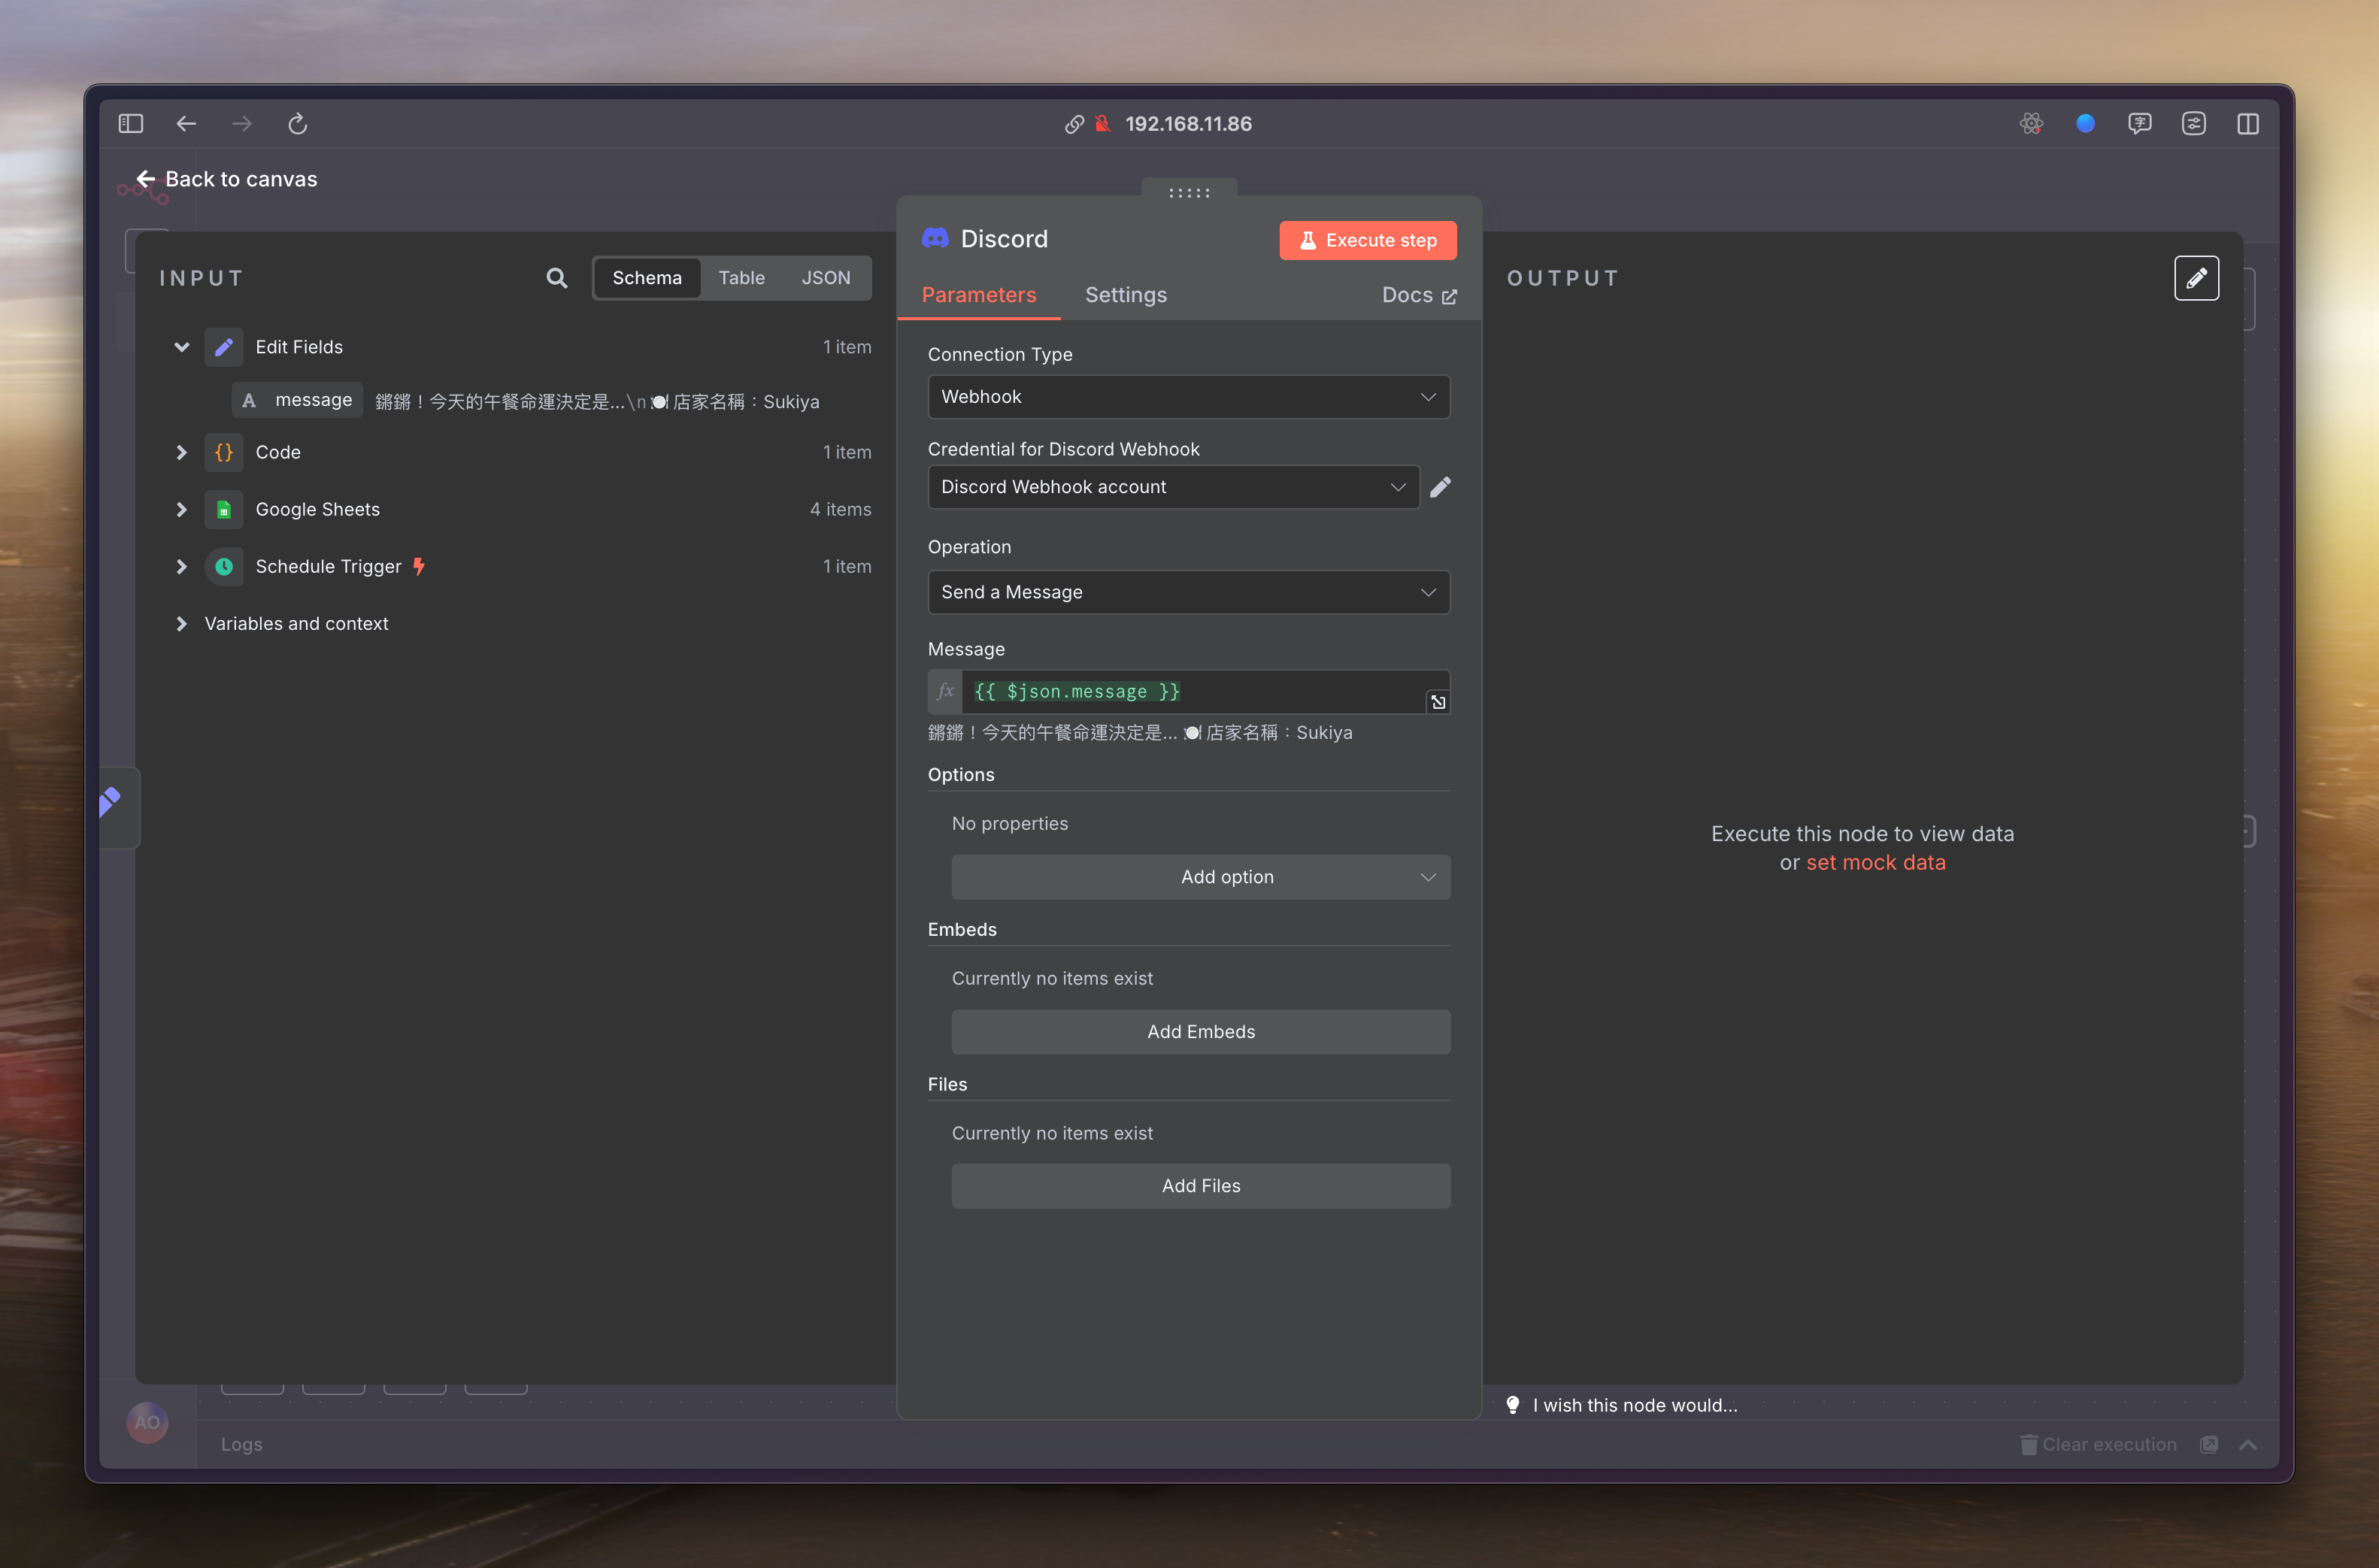 192.168.11.86
Back to canvas
INPUT
Schema
Table
JSON
Edit Fields
1 item
A message 鏘鏘！今天的午餐命運決定是...\n🍽️ 店家名稱：Sukiya
{} Code
1 item
Google Sheets
4 items
Schedule Trigger
1 item
Variables and context
Discord
Execute step
Parameters
Settings
Docs
Connection Type
Webhook
Credential for Discord Webhook
Discord Webhook account
Operation
Send a Message
Message
fx {{ $json.message }}
鏘鏘！今天的午餐命運決定是... 🍽️ 店家名稱：Sukiya
Options
No properties
Add option
Embeds
Currently no items exist
Add Embeds
Files
Currently no items exist
Add Files
OUTPUT
Execute this node to view data
or set mock data
I wish this node would...
AO
Logs
Clear execution